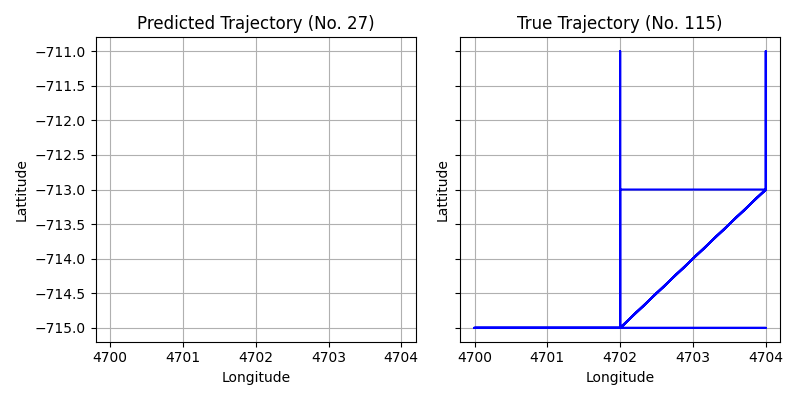 Predicted Trajectory (No. 27)
True Trajectory (No. 115)
−711.0
−711.5
−712.0
−712.5
−713.0
−713.5
−714.0
−714.5
−715.0
Lattitude
Lattitude
4700 4701 4702 4703 4704
4700 4701 4702 4703 4704
Longitude
Longitude